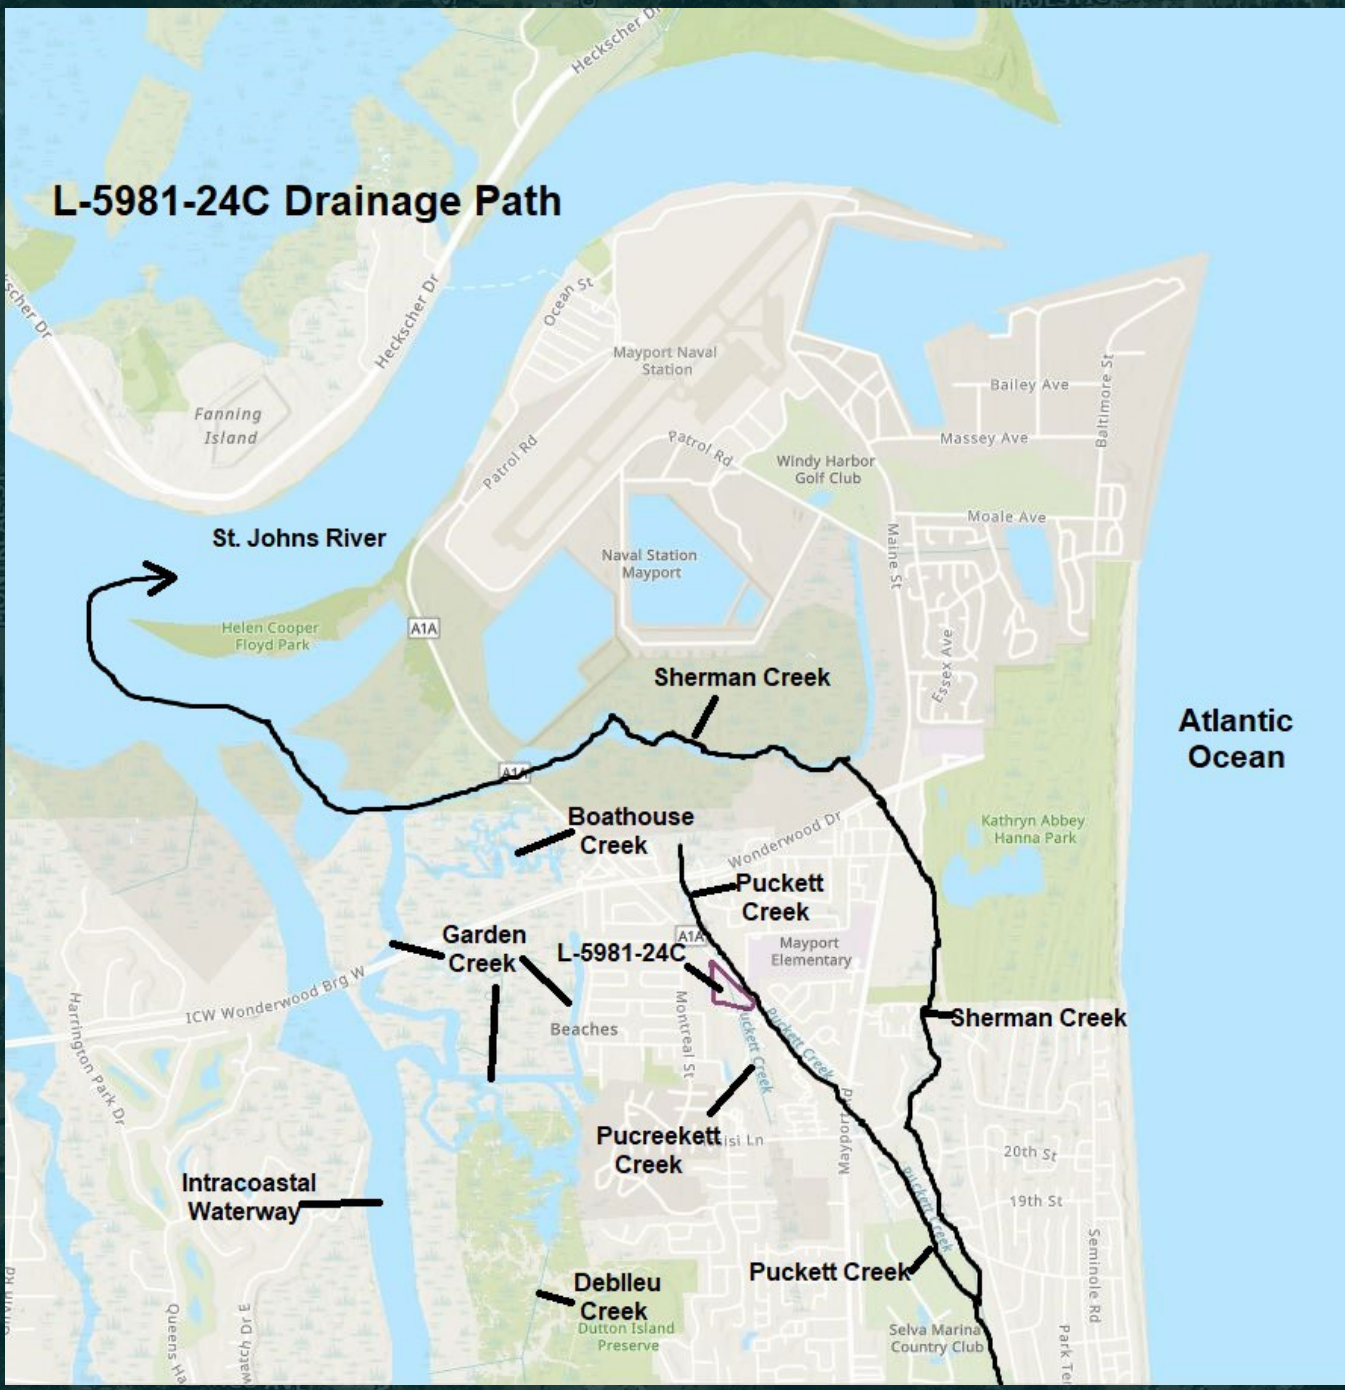 Heckscher Dr
L-5981-24C Drainage Path
Heckscher Dr
Ocean St
Mayport Naval
Station
Bailey Ave
Baltimore St
Fanning
Island
Patrol Rd
Patrol Rd
Massey Ave
Windy Harbor
Golf Club
Moale Ave
St. Johns River
Naval Station
Mayport
Maine St
Helen Cooper
Floyd Park
A1A
Essex Ave
Sherman Creek
Atlantic
Ocean
A1A
Boathouse
Creek
Wonderwood Dr
Kathryn Abbey
Hanna Park
Puckett
Creek
Garden
Creek
A1A
L-5981-24C
Mayport
Elementary
ICW Wonderwood Brg W
Harrington Park Dr
Beaches
Montreal St
Puckett Creek
Sherman Creek
Pucreekett
Creek
Mayport Rd
20th St
Intracoastal
Waterway
19th St
Puckett Creek
Seminole Rd
Puckett Creek
Deblleu
Creek
Dutton Island
Preserve
Selva Marina
Country Club